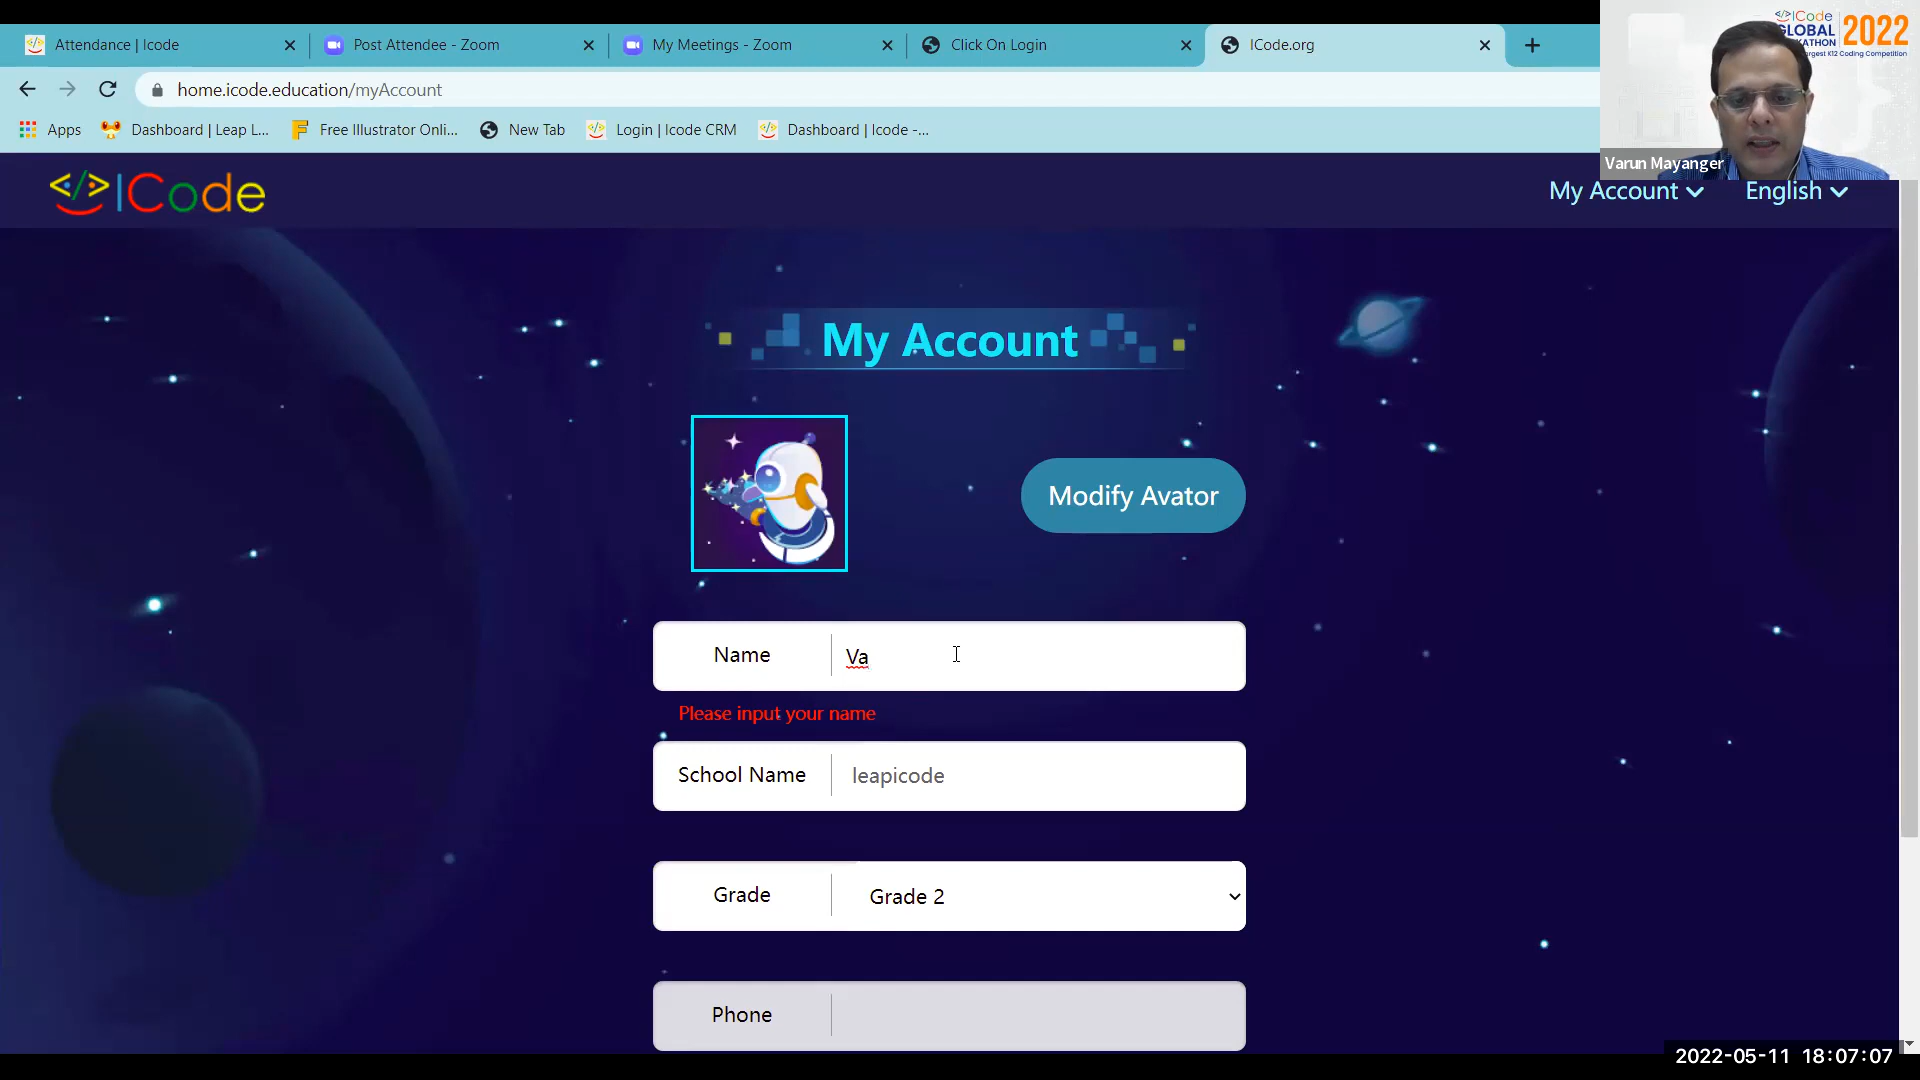 Attendance | Icode
Post Attendee - Zoom
My Meetings - Zoom
Click On Login
ICode.org
home.icode.education/myAccount
Apps
Dashboard | Leap L...
Free Illustrator Onli...
New Tab
Login | Icode CRM
Dashboard | Icode -...
ICode
GLOBAL
2022
Varun Mayanger
ICode
My Account
English
My Account
Modify Avator
Name
Va
Please input your name
School Name
leapicode
Grade
Grade 2
Phone
2022-05-11 18:07:07